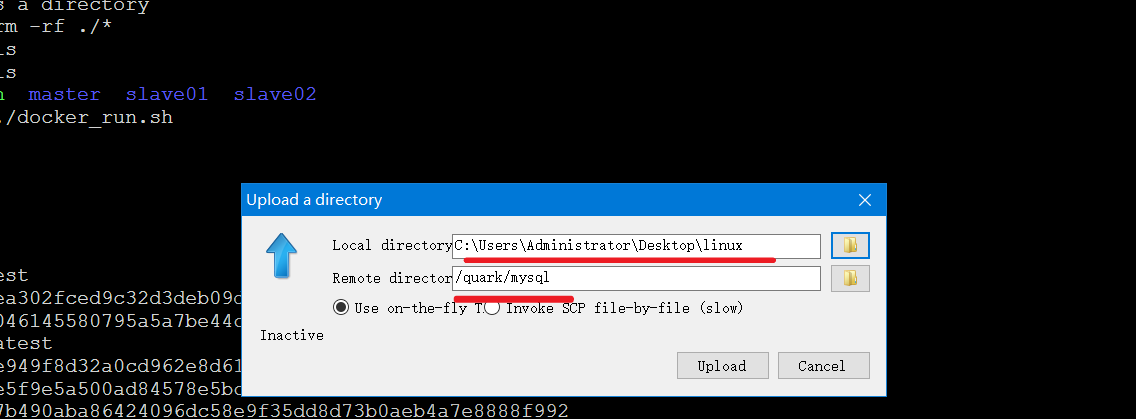 s a directory
rm -rf ./*
ls
ls
master slave01 slave02
./docker_run.sh
Upload a directory
Local directory C:\Users\Administrator\Desktop\linux
Remote director /quark/mysql
Use on-the-fly T Invoke SCP file-by-file (slow)
Inactive
Upload Cancel
est
ea302fced9c32d3deb09d
046145580795a5a7be44c
atest
e949f8d32a0cd962e8d61
e5f9e5a500ad84578e5bc
7b490aba86424096dc58e9f35dd8d73b0aeb4a7e8888f992